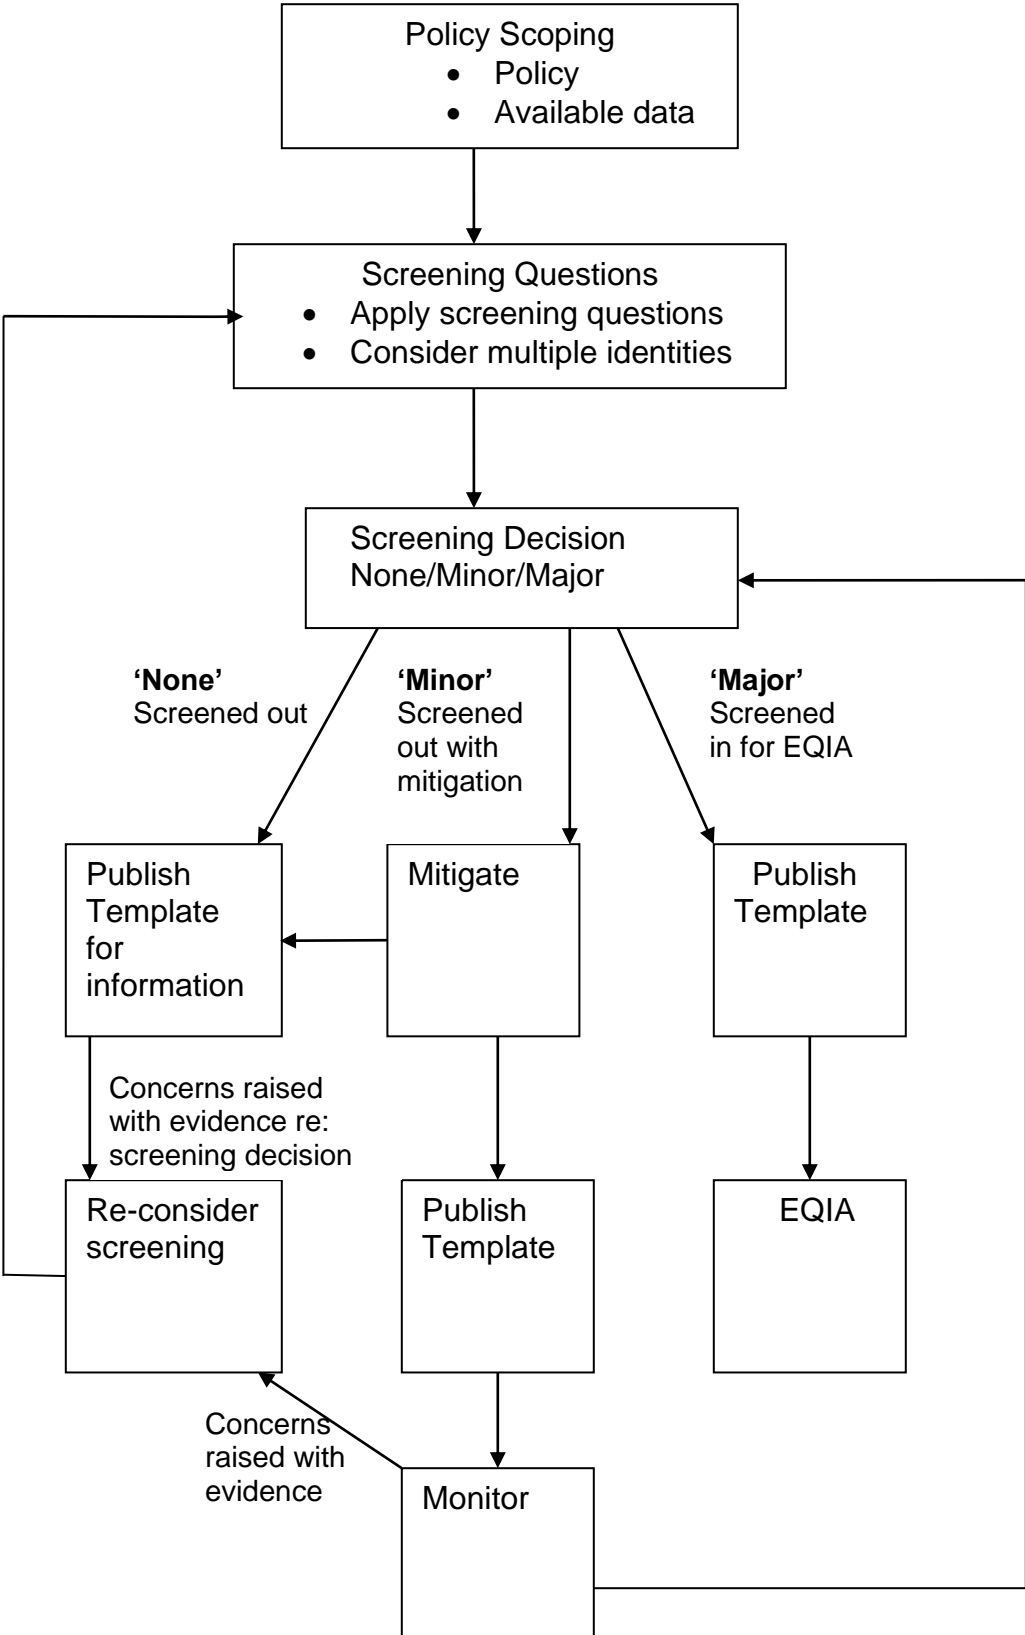 Policy Scoping
• Policy
• Available data
Screening Questions
• Apply screening questions
• Consider multiple identities
Screening Decision
None/Minor/Major
‘None’
Screened out
‘Minor’
Screened
out with
mitigation
‘Major’
Screened
in for EQIA
Publish
Template
for
information
Mitigate
Publish
Template
Concerns raised
with evidence re:
screening decision
Re-consider
screening
Publish
Template
EQIA
Concerns
raised with
evidence
Monitor